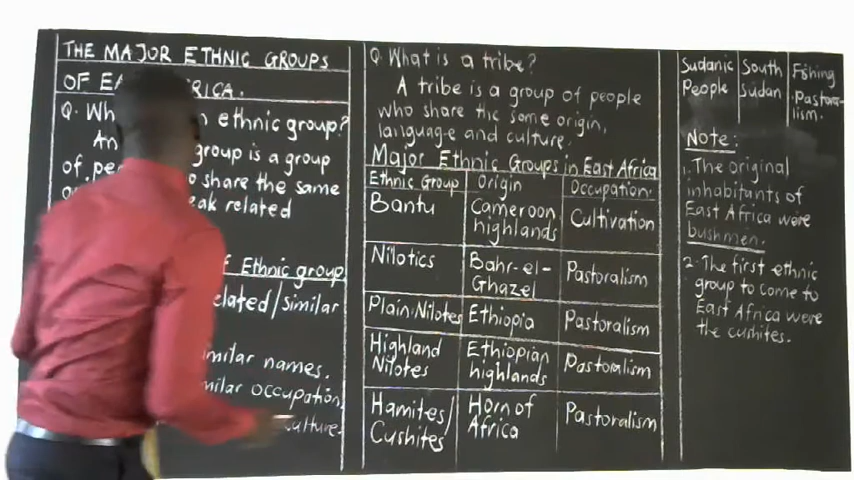 THE MAJOR ETHNIC GROUPS
OF EA AFRICA.
Q. Wh n ethnic group?
An group is a group
of pe o share the same
eak related
f Ethnic group
elated/Similar
milar names.
milar occupation.
culture.
Q. What is a tribe?
A tribe is a group of people
who share the same origin,
language and culture.
Major Ethnic Groups in East Africa
Ethnic Group Origin Occupation.
Bantu Cameroon highlands Cultivation
Nilotics Bahr-el-Ghazel Pastoralism
Plain Nilotes Ethiopia Pastoralism
Highland Nilotes Ethiopian highlands Pastoralism
Hamites/Cushites Horn of Africa Pastoralism
Sudanic People South Sudan Fishing .Pastoralism.
Note:
1. The original
inhabitants of
East Africa were
bushmen.
2. The first ethnic
group to come to
East Africa were
the cushites.